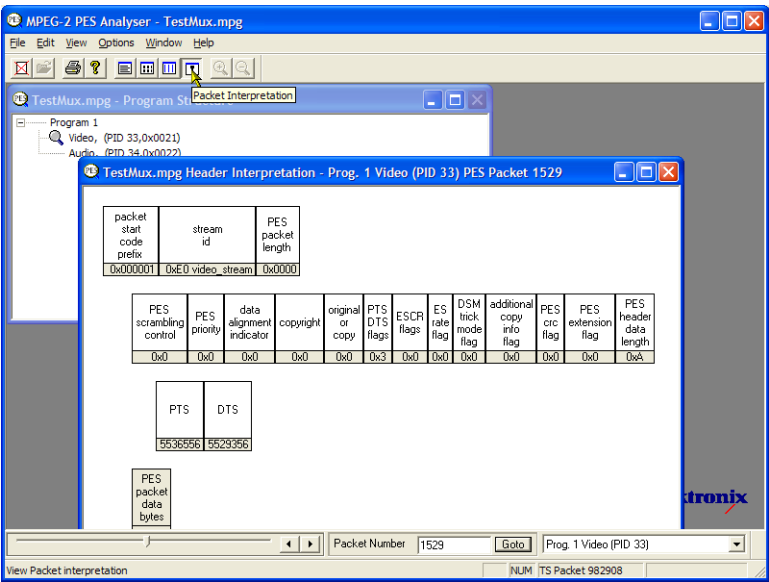 MPEG-2 PES Analyser - TestMux.mpg
File Edit View Options Window Help
Packet Interpretation
TestMux.mpg - Program
Program 1
Video, (PID 33,0x0021)
Audio, (PID 34,0x0022)
TestMux.mpg Header Interpretation - Prog. 1 Video (PID 33) PES Packet 1529
packet start code prefix
stream id
PES packet length
0x000001 0xE0 video_stream 0x0000
PES scrambling control
PES priority
data alignment indicator
copyright
original or copy
PTS DTS flags
ESCR flags
ES rate flag
DSM trick mode flag
additional copy info flag
PES crc flag
PES extension flag
PES header data length
0x0 0x0 0x0 0x0 0x0 0x3 0x0 0x0 0x0 0x0 0x0 0x0 0xA
PTS DTS
5536556 5529356
PES packet data bytes
ktronix
Packet Number 1529 Goto Prog. 1 Video (PID 33)
View Packet interpretation NUM TS Packet 982908